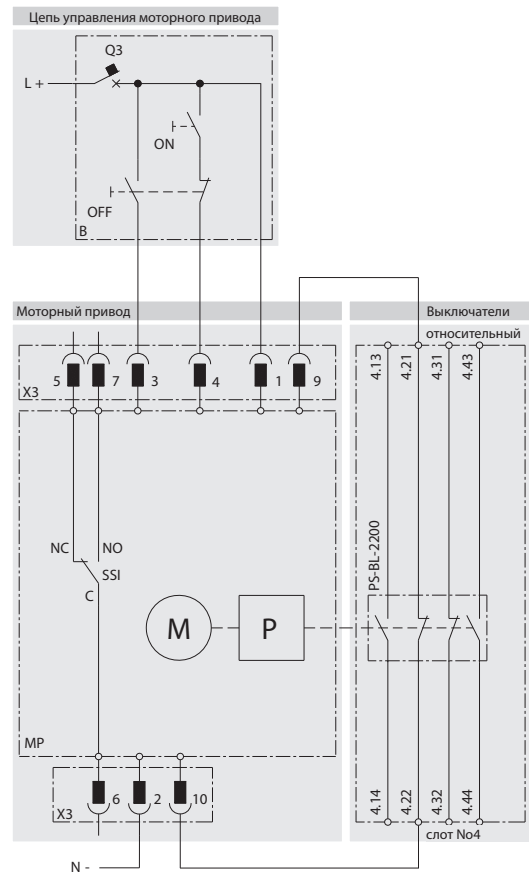 Цепь управления моторного привода
Q3
L +
ON
OFF
B
Моторный привод
Выключатели
относительный
X3
5
7
3
4
1
9
4.13
4.21
4.31
4.43
NC
NO
SSI
C
PS-BL-2200
M
P
MP
X3
6
2
10
4.14
4.22
4.32
4.44
слот No4
N -